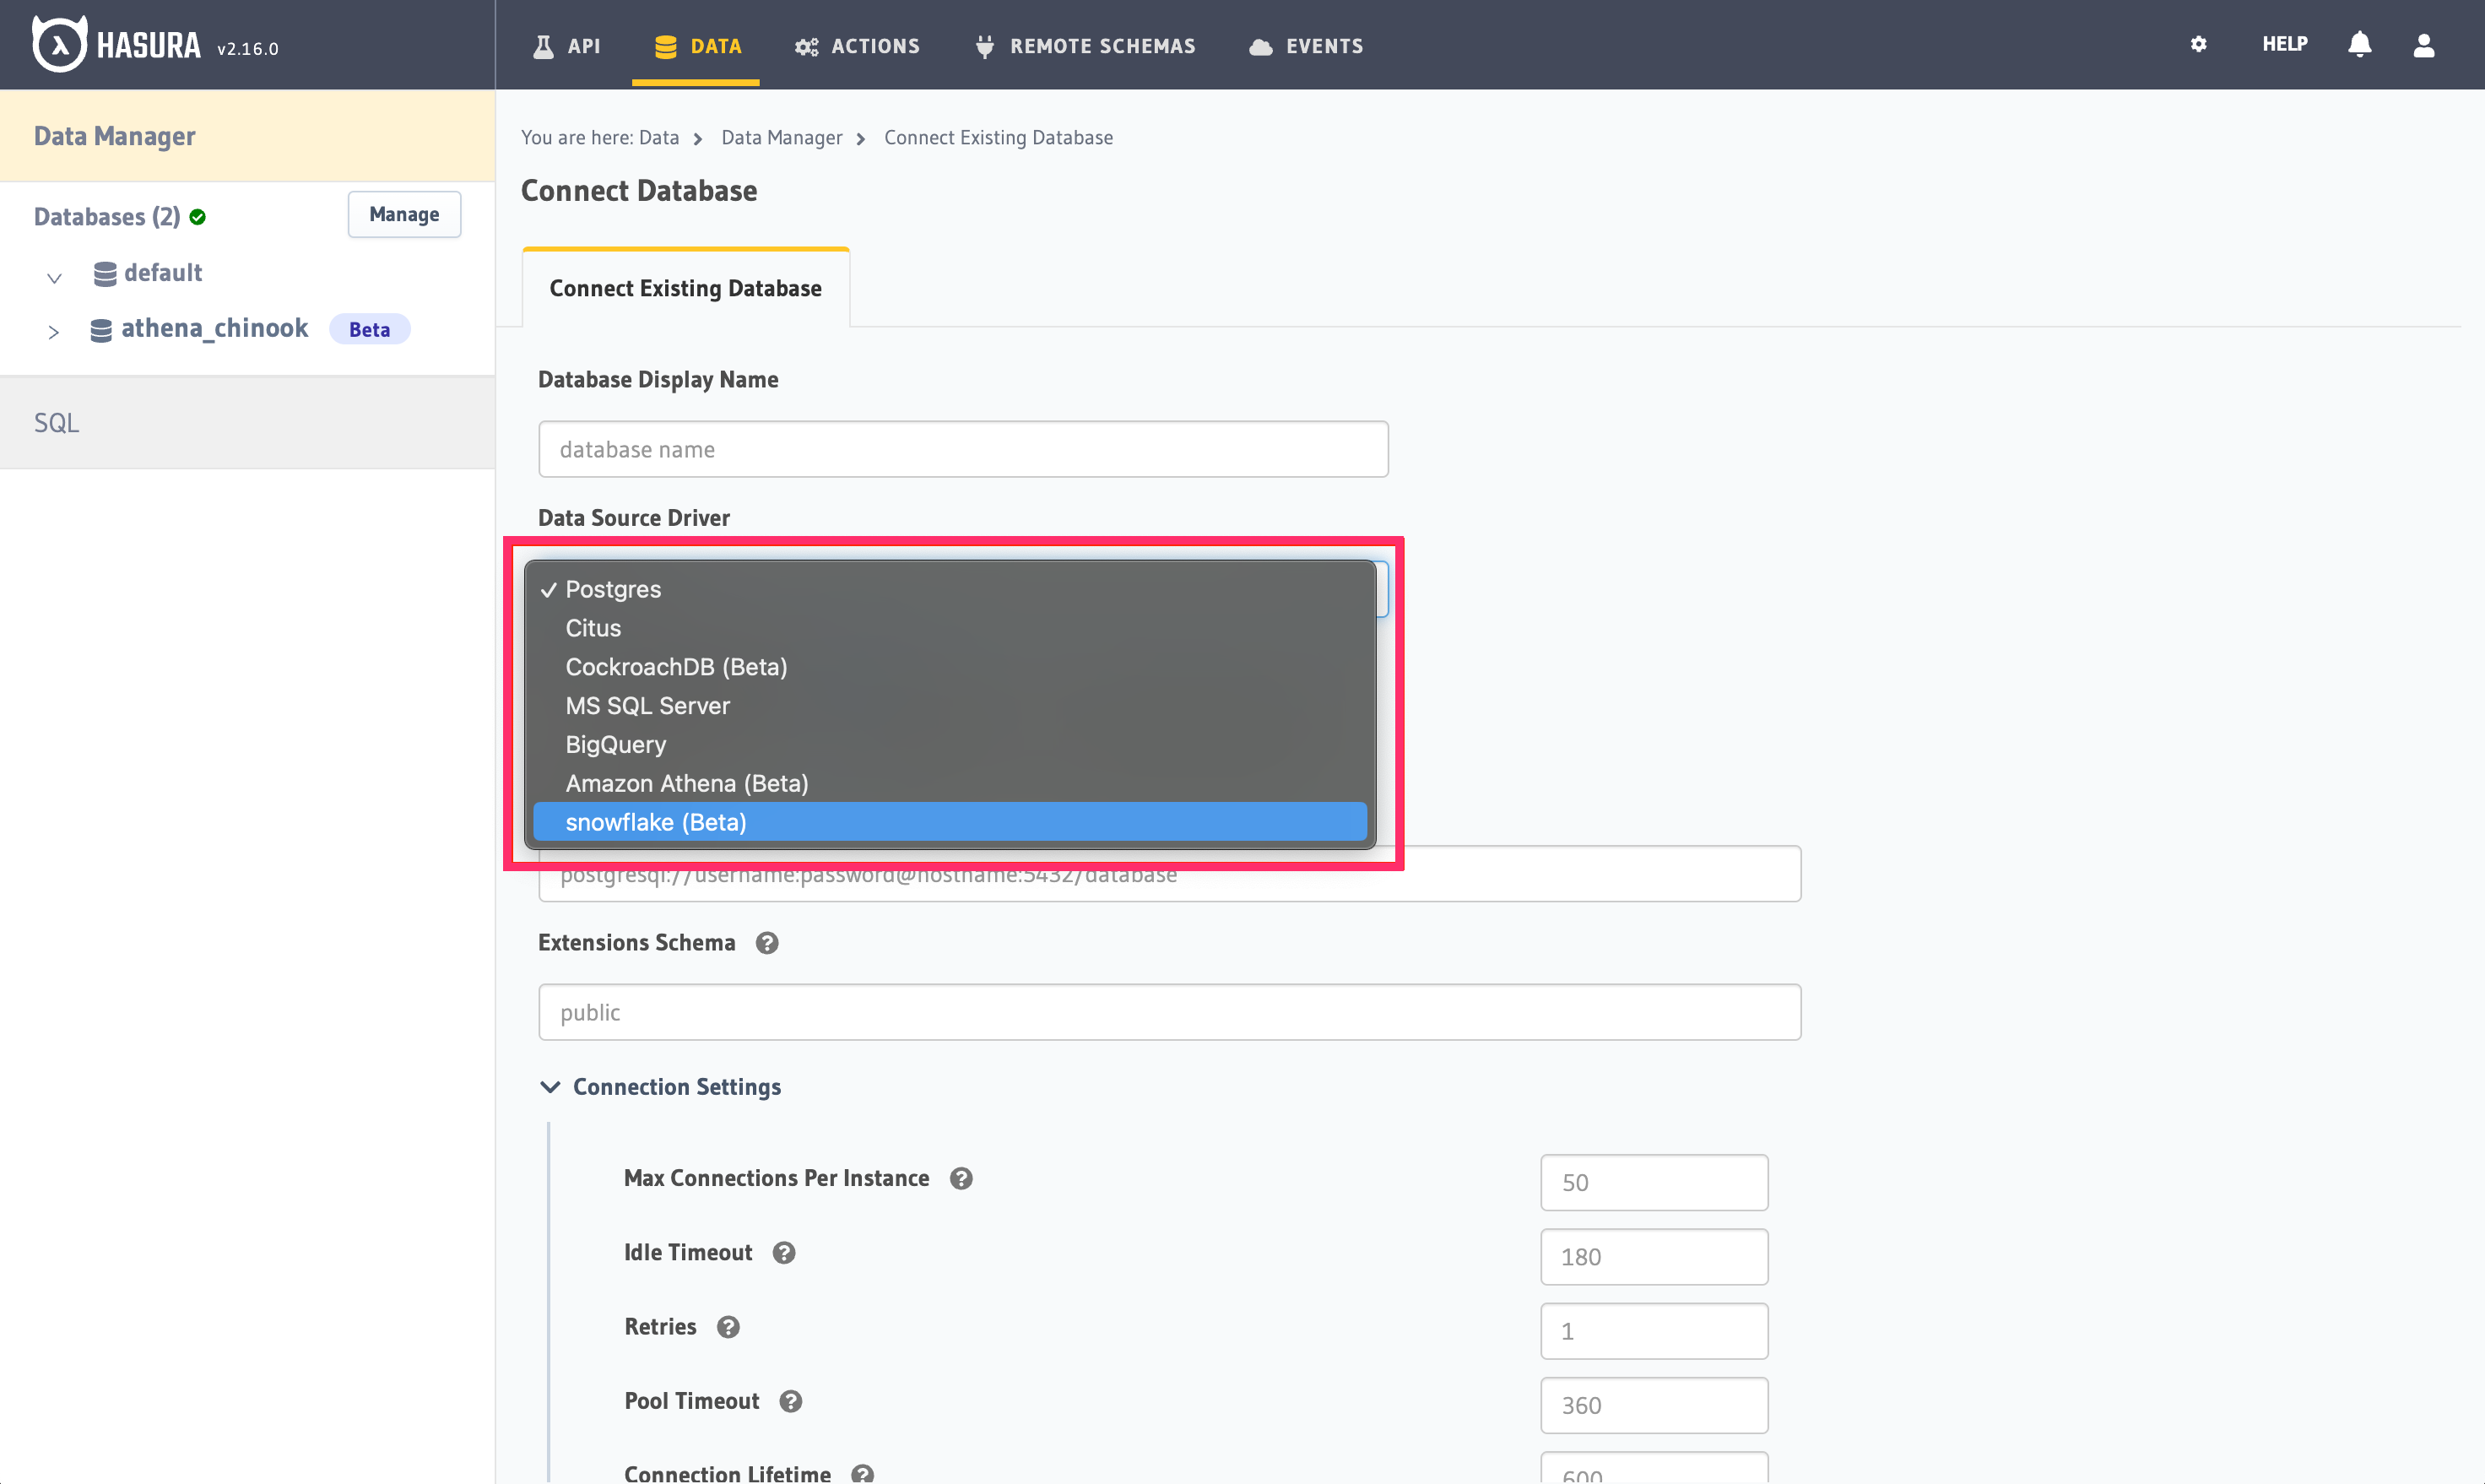 HASURA v2.16.0
API
DATA
ACTIONS
REMOTE SCHEMAS
EVENTS
HELP
Data Manager
Databases (2)
Manage
default
athena_chinook Beta
SQL
You are here: Data Data Manager Connect Existing Database
Connect Database
Connect Existing Database
Database Display Name
database name
Data Source Driver
Postgres
Citus
CockroachDB (Beta)
MS SQL Server
BigQuery
Amazon Athena (Beta)
snowflake (Beta)
postgresql://username:password@hostname:5432/database
Extensions Schema
public
Connection Settings
Max Connections Per Instance
50
Idle Timeout
180
Retries
1
Pool Timeout
360
Connection Lifetime
600